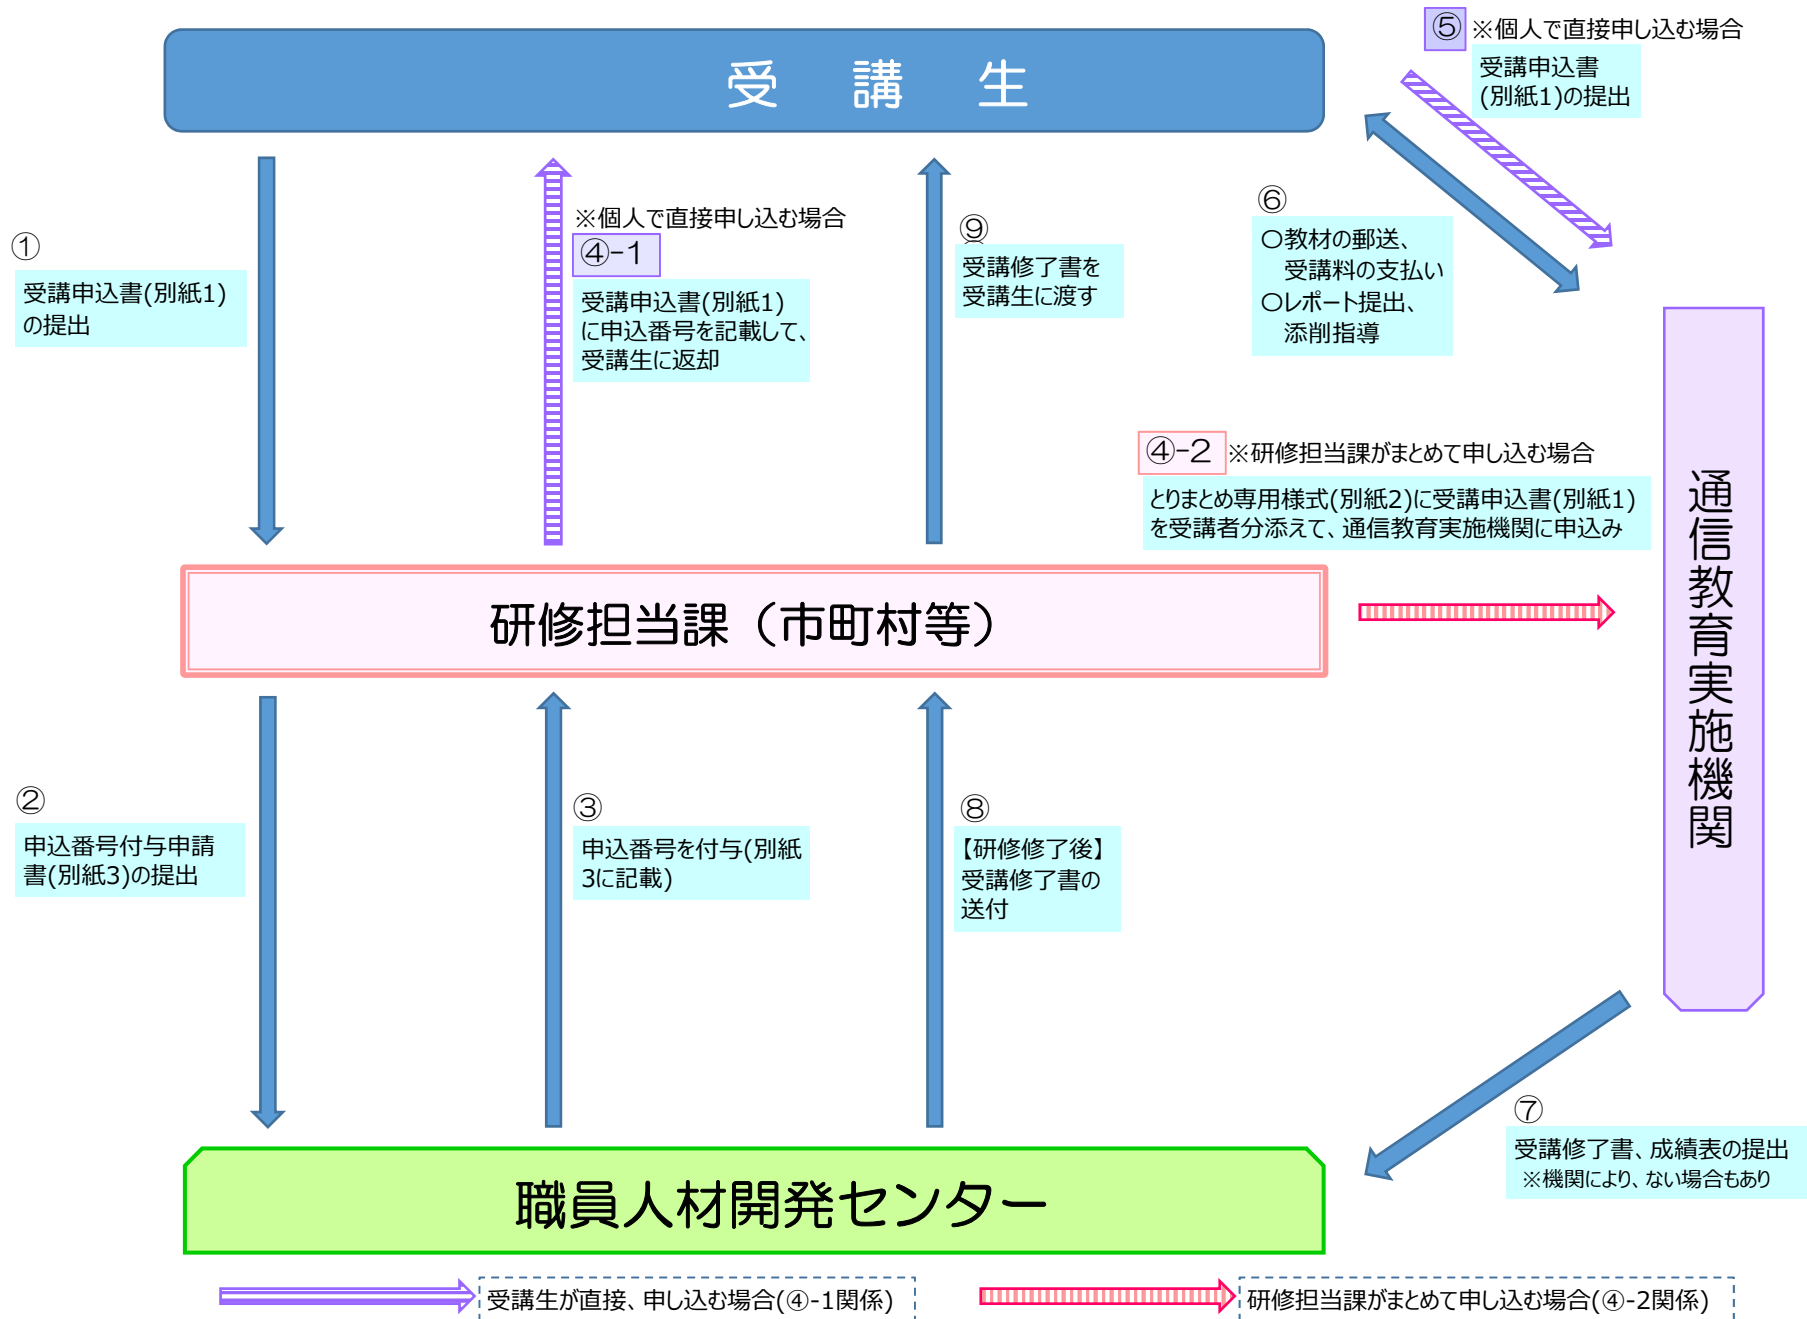 ⑤ ※個人で直接申し込む場合
受講申込書
(別紙1)の提出
受　講　生
①
受講申込書(別紙1)
の提出
※個人で直接申し込む場合
④-1
受講申込書(別紙1)
に申込番号を記載して、
受講生に返却
⑨
受講修了書を
受講生に渡す
⑥
○教材の郵送、
受講料の支払い
○レポート提出、
添削指導
④-2 ※研修担当課がまとめて申し込む場合
とりまとめ専用様式(別紙2)に受講申込書(別紙1)
を受講者分添えて、通信教育実施機関に申込み
通信教育実施機関
研修担当課（市町村等）
②
申込番号付与申請
書(別紙3)の提出
③
申込番号を付与(別紙
3に記載)
⑧
【研修修了後】
受講修了書の
送付
⑦
受講修了書、成績表の提出
※機関により、ない場合もあり
職員人材開発センター
受講生が直接、申し込む場合(④-1関係)
研修担当課がまとめて申し込む場合(④-2関係)